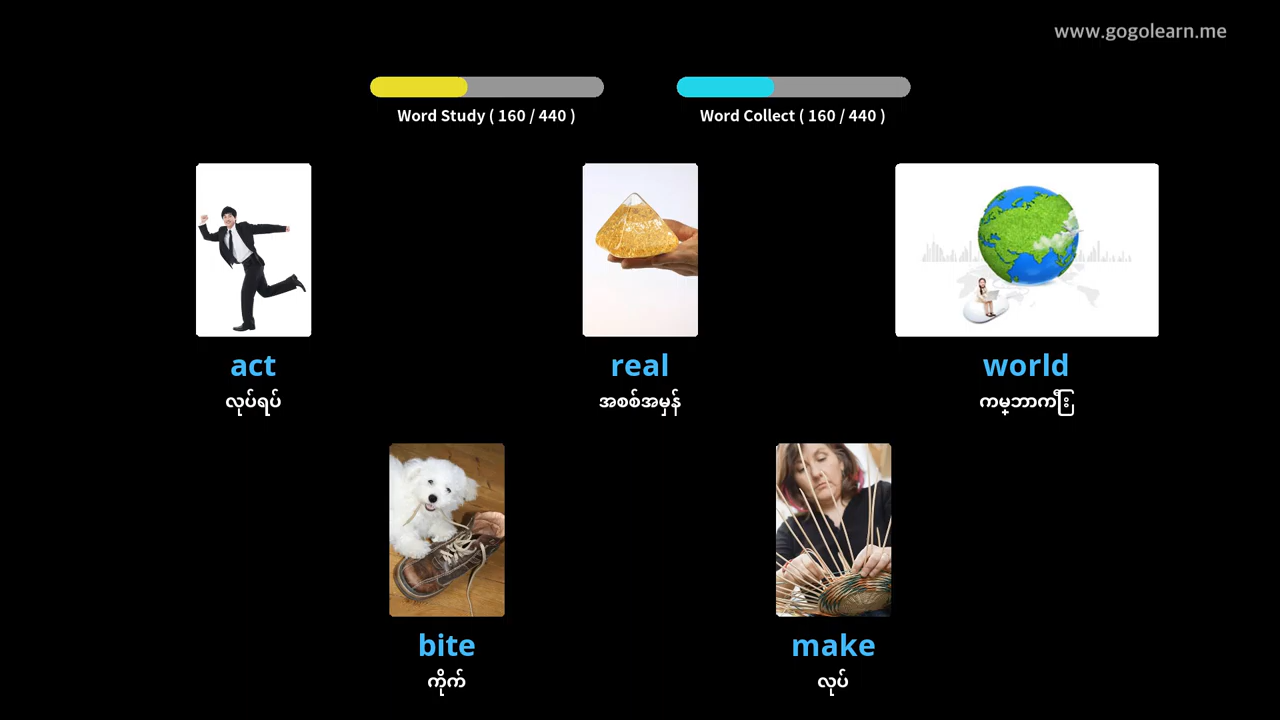 www.gogolearn.me
Word Study ( 160 / 440 )
Word Collect ( 160 / 440 )
act
real
world
လုပ်ရပ်
အစစ်အမှန်
ကမ္ဘာကြီး
bite
make
ကိုက်
လုပ်